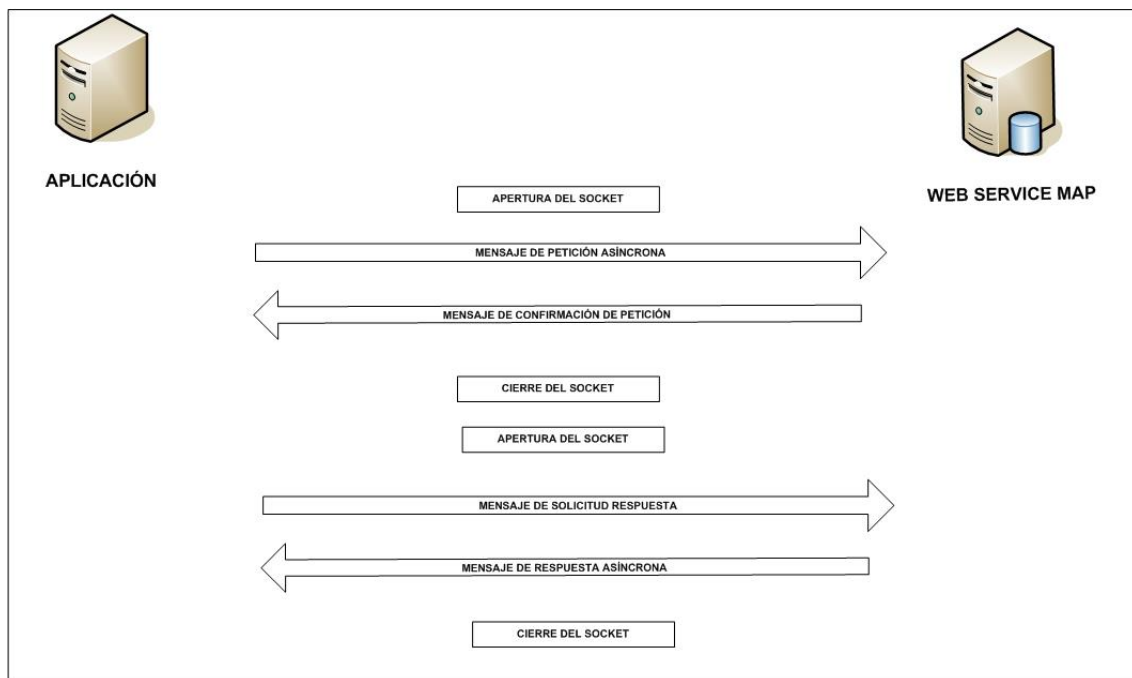 APLICACIÓN
WEB SERVICE MAP
APERTURA DEL SOCKET
MENSAJE DE PETICIÓN ASÍNCRONA
MENSAJE DE CONFIRMACIÓN DE PETICIÓN
CIERRE DEL SOCKET
APERTURA DEL SOCKET
MENSAJE DE SOLICITUD RESPUESTA
MENSAJE DE RESPUESTA ASÍNCRONA
CIERRE DEL SOCKET